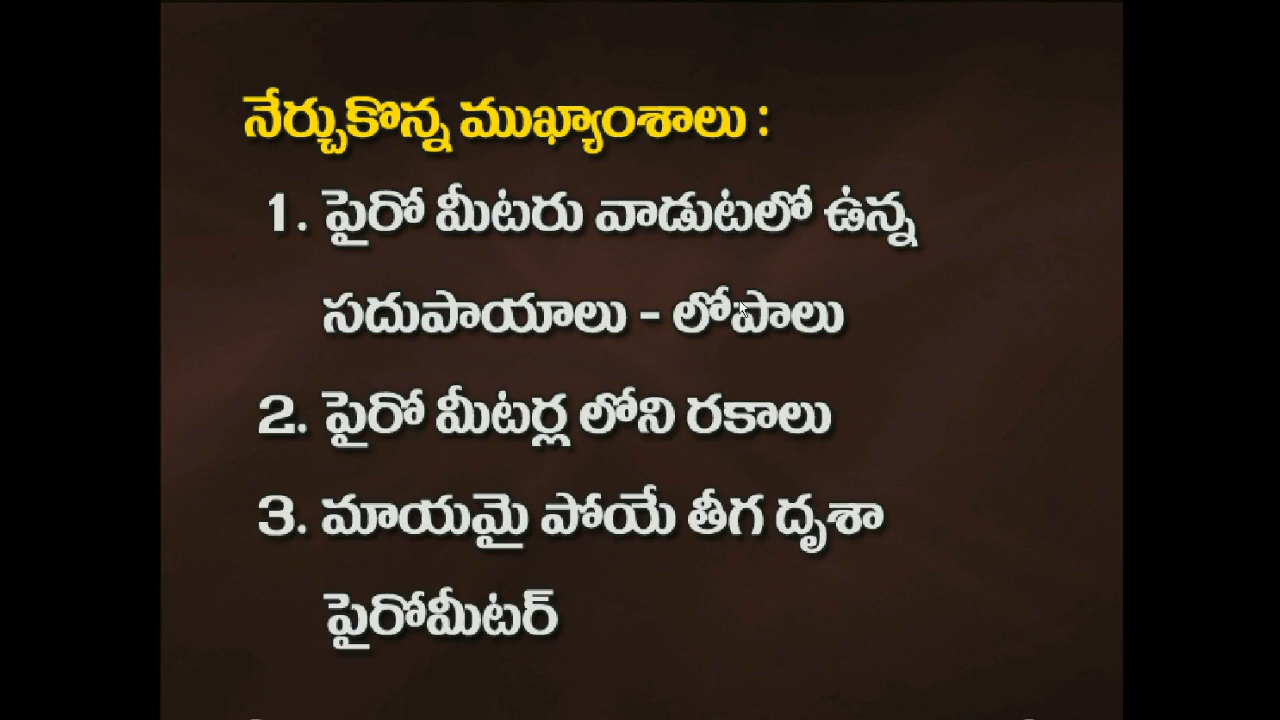 నేర్చుకొన్న ముఖ్యాంశాలు :
1. పైరో మీటరు వాడుటలో ఉన్న
సదుపాయాలు - లోపాలు
2. పైరో మీటర్ల లోని రకాలు
3. మాయమై పోయే తీగ దృశా
పైరోమీటర్